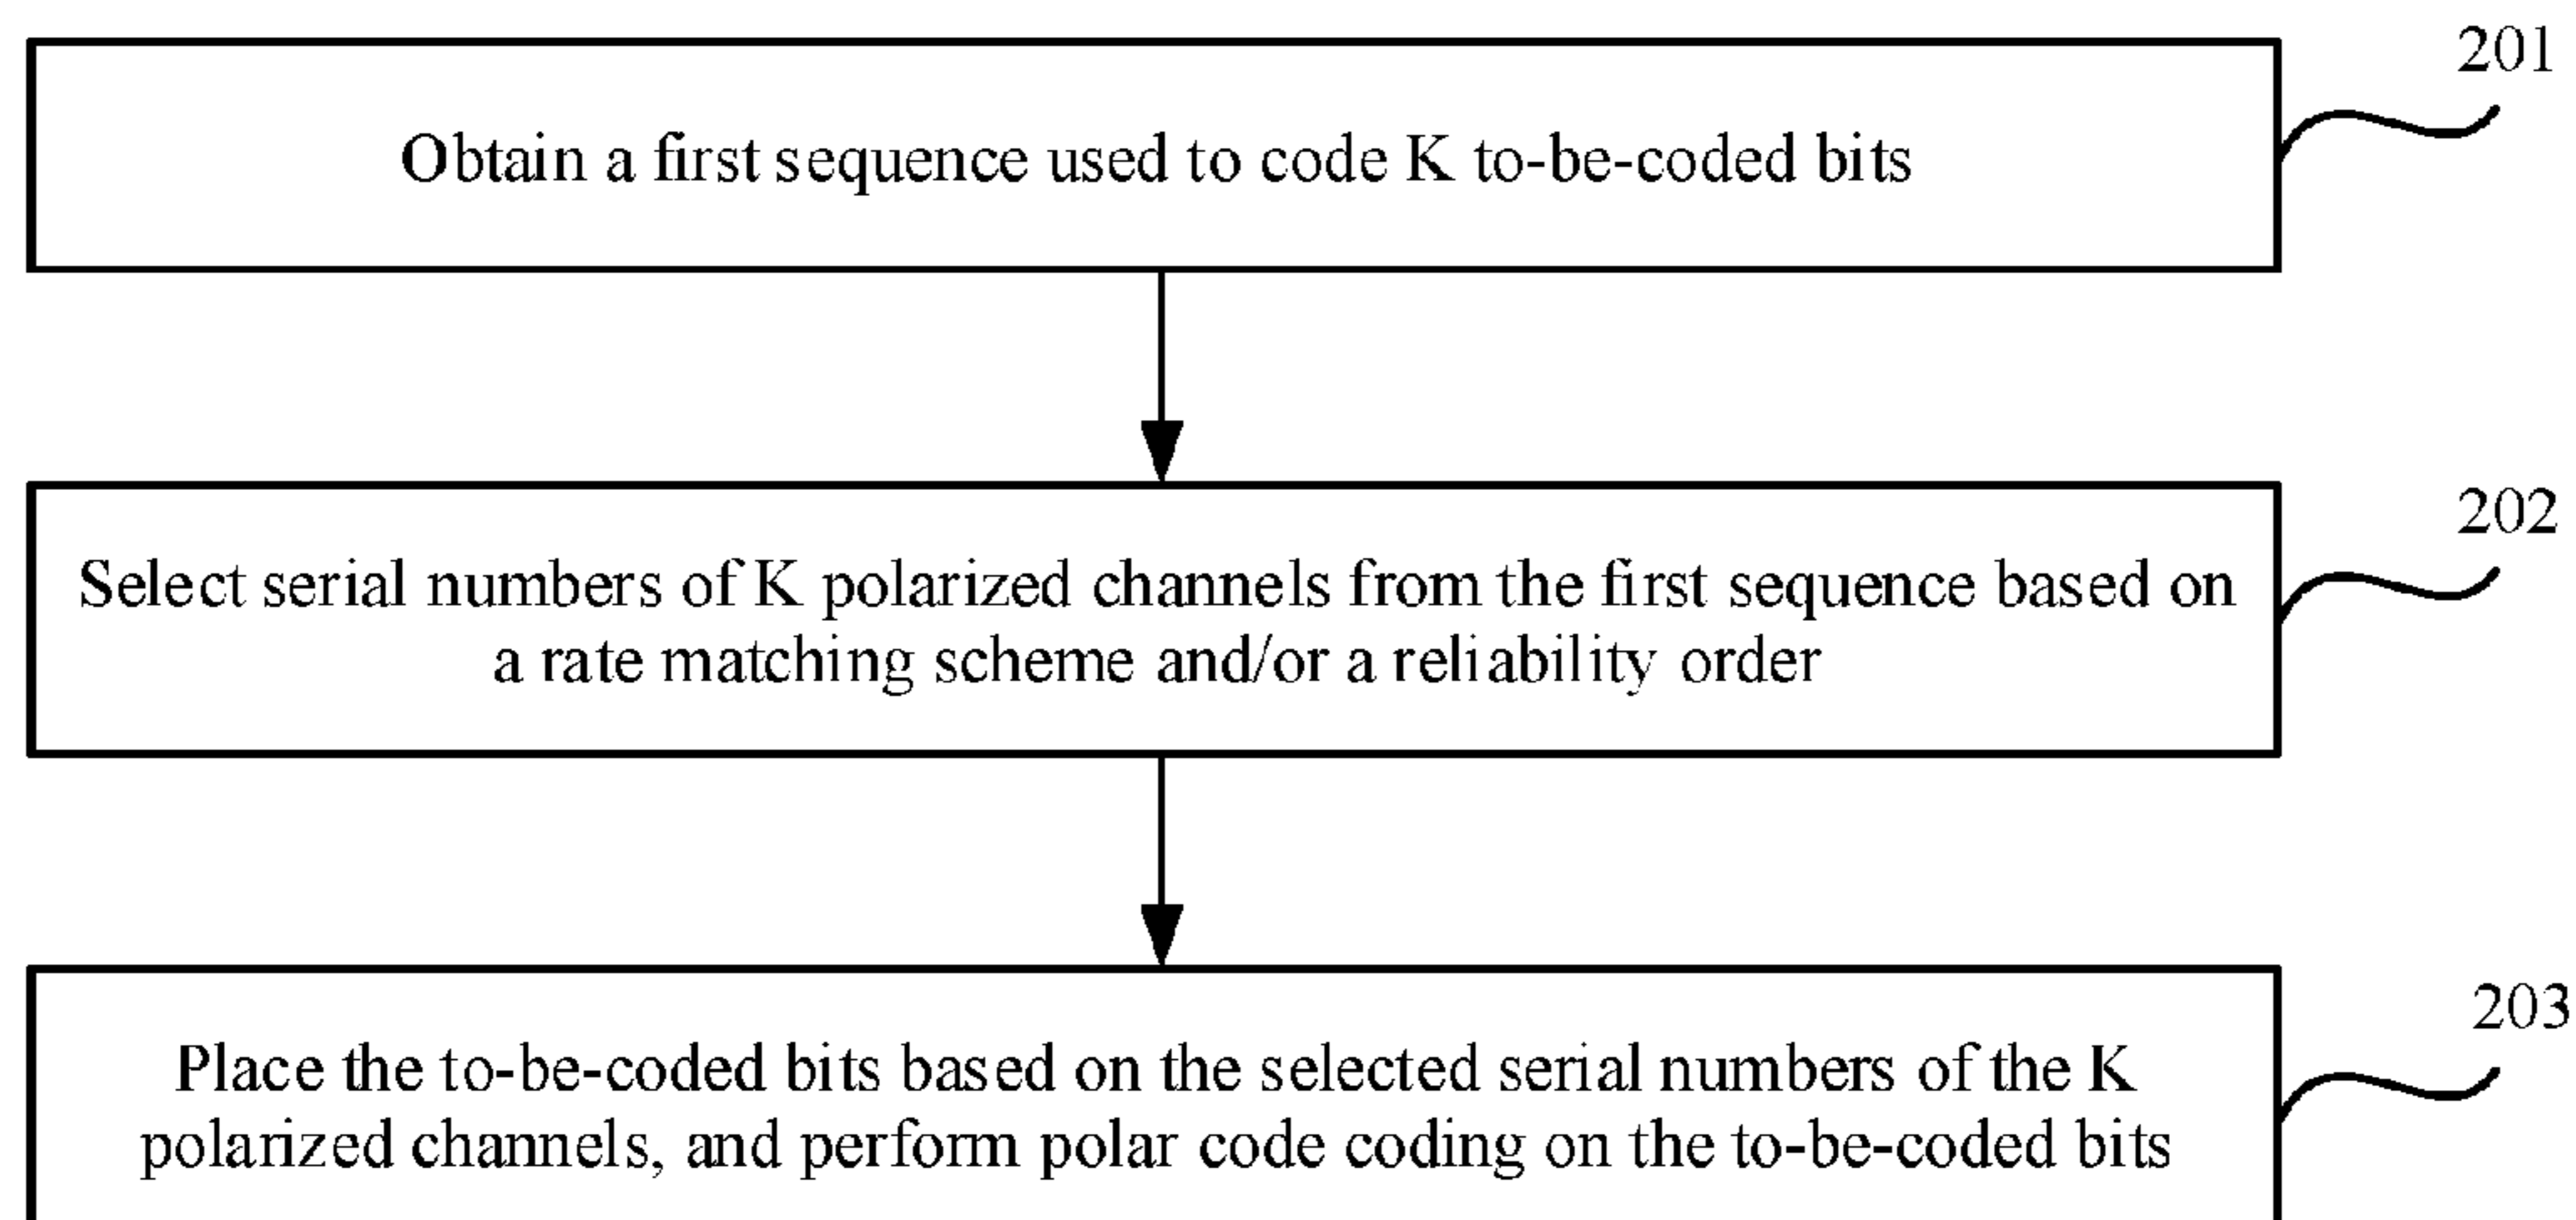 201
Obtain a first sequence used to code K to-be-coded bits
202
Select serial numbers of K polarized channels from the first sequence based on
a rate matching scheme and/or a reliability order
203
Place the to-be-coded bits based on the selected serial numbers of the K
polarized channels, and perform polar code coding on the to-be-coded bits